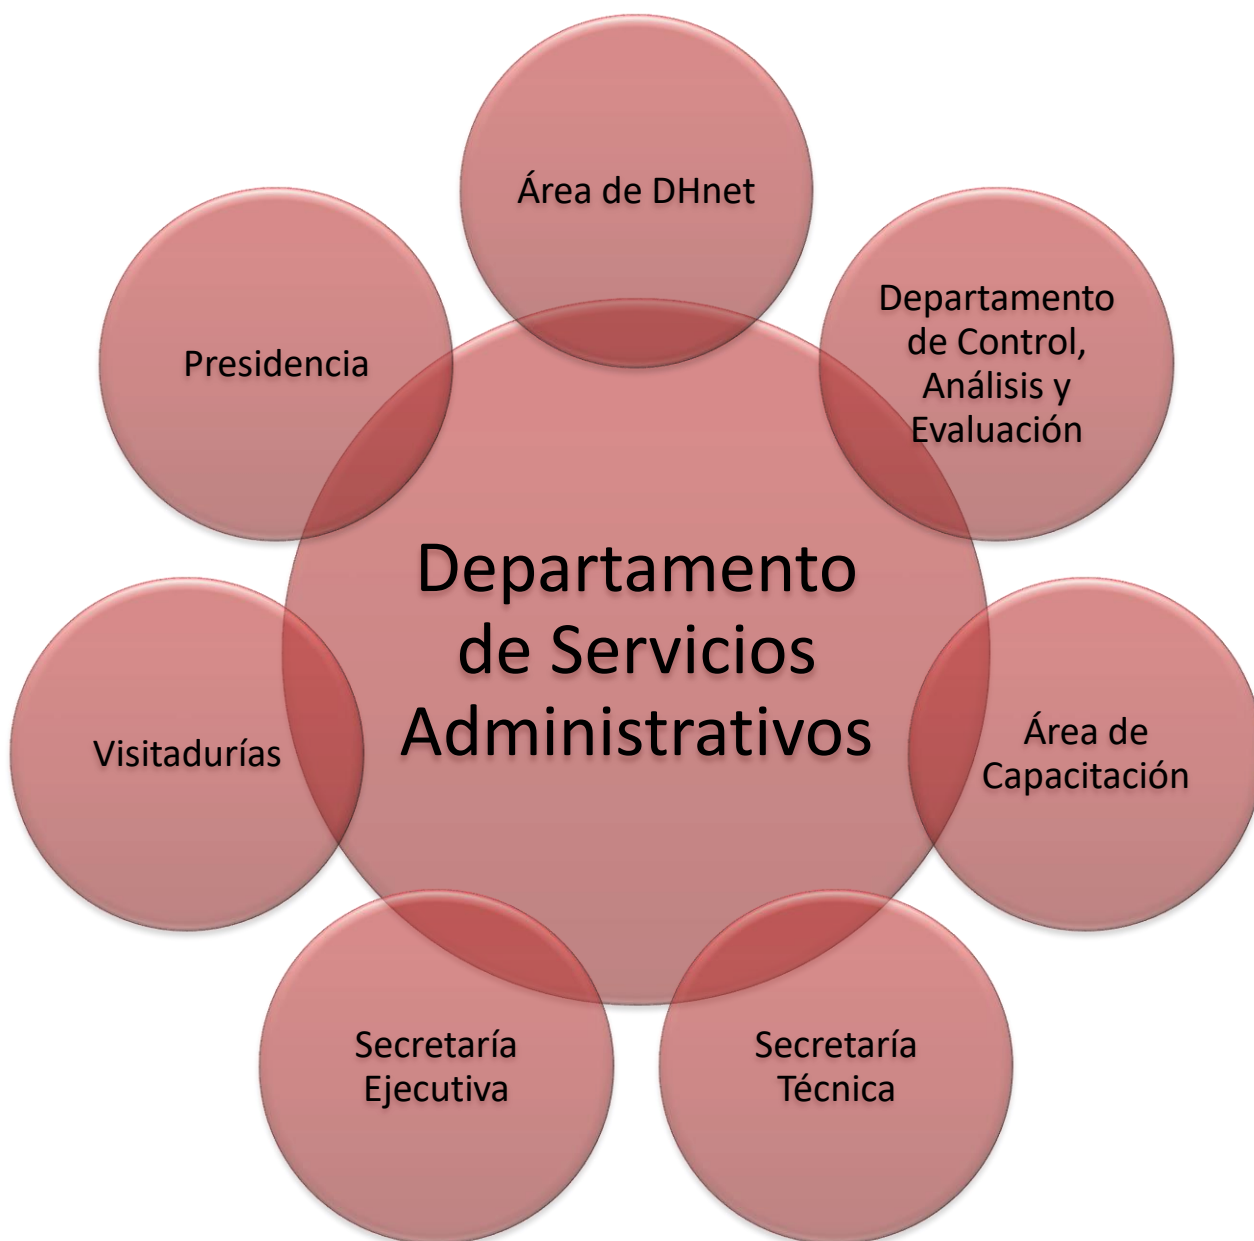 Área de DHnet
Departamento
de Control,
Análisis y
Evaluación
Presidencia
Departamento
de Servicios
Administrativos
Visitadurías
Área de
Capacitación
Secretaría
Ejecutiva
Secretaría
Técnica